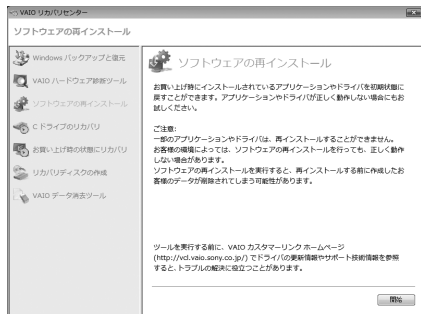 VAIO リカバリセンター
ソフトウェアの再インストール
Windows バックアップと復元
VAIO ハードウェア診断ツール
ソフトウェアの再インストール
C ドライブのリカバリ
お買い上げ時の状態にリカバリ
リカバリディスクの作成
VAIO データ消去ツール
ソフトウェアの再インストール
お買い上げ時にインストールされているアプリケーションやドライバを初期状態に
戻すことができます。アプリケーションやドライバが正しく動作しない場合にもお
試しください。
ご注意:
一部のアプリケーションやドライバは、再インストールすることができません。
お客様の環境によっては、ソフトウェアの再インストールを行っても、正しく動作
しない場合があります。
ソフトウェアの再インストールを実行すると、再インストールする前に作成したお
客様のデータが削除されてしまう可能性があります。
ツールを実行する前に、VAIO カスタマーリンク ホームページ
(http://vcl.vaio.sony.co.jp/) でドライバの更新情報やサポート技術情報を参照
すると、トラブルの解決に役立つことがあります。
開始